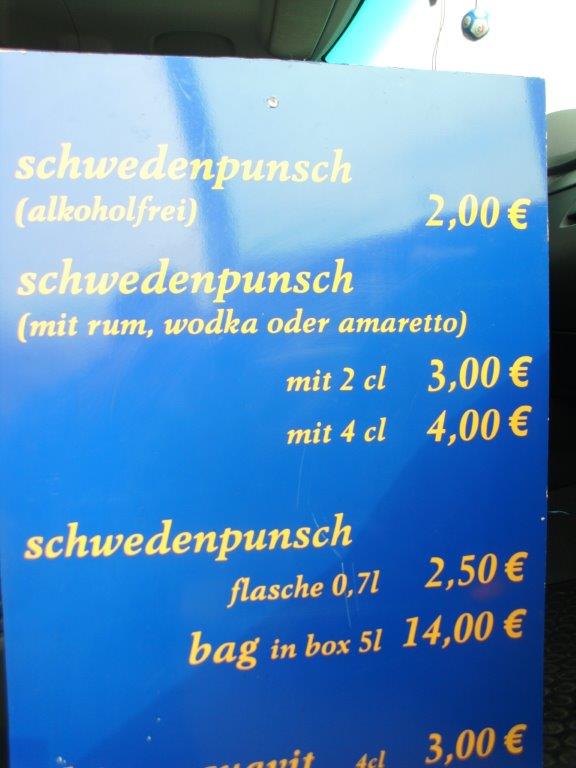 schwedenpunsch
(alkoholfrei) 2,00 €
schwedenpunsch
(mit rum, wodka oder amaretto)
mit 2 cl 3,00 €
mit 4 cl 4,00 €
schwedenpunsch
flasche 0,7l 2,50 €
bag in box 5l 14,00 €
4cl 3,00 €